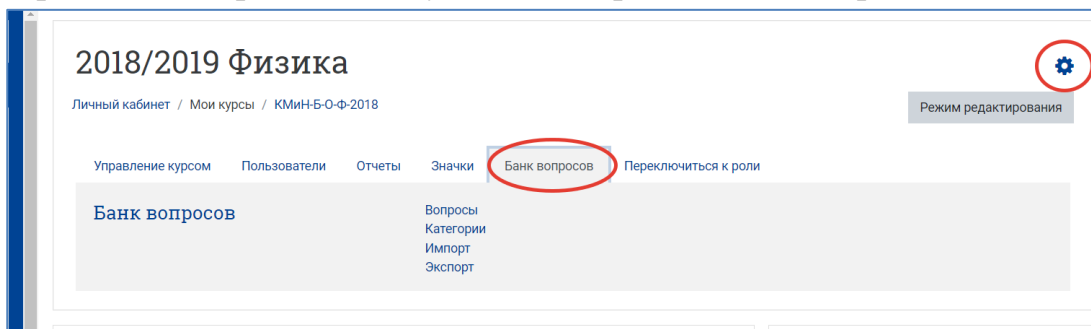 2018/2019 Физика
Личный кабинет / Мои курсы / КМиН-Б-О-Ф-2018
Режим редактирования
Управление курсом Пользователи Отчеты Значки Банк вопросов Переключиться к роли
Банк вопросов
Вопросы
Категории
Импорт
Экспорт